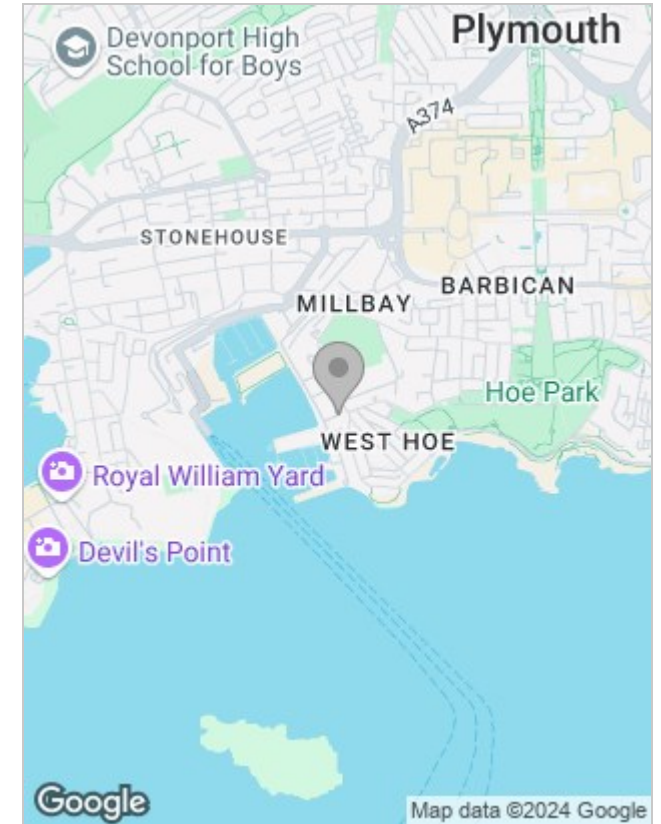 Plymouth
Devonport High
School for Boys
A374
STONEHOUSE
BARBICAN
MILLBAY
Hoe Park
WEST HOE
Royal William Yard
Devil's Point
Google
Map data ©2024 Google